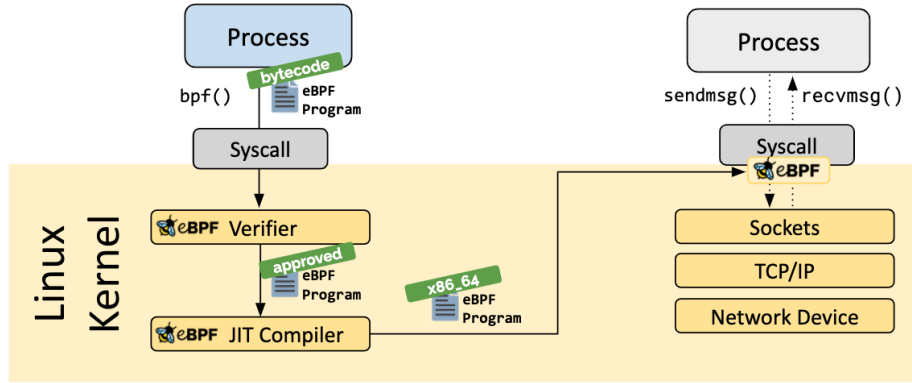 Process
bytecode
bpf()
eBPF
Program
Syscall
eBPF Verifier
approved
eBPF
Program
eBPF JIT Compiler
x86_64
eBPF
Program
Linux
Kernel
Process
sendmsg()
recvmsg()
Syscall
eBPF
Sockets
TCP/IP
Network Device